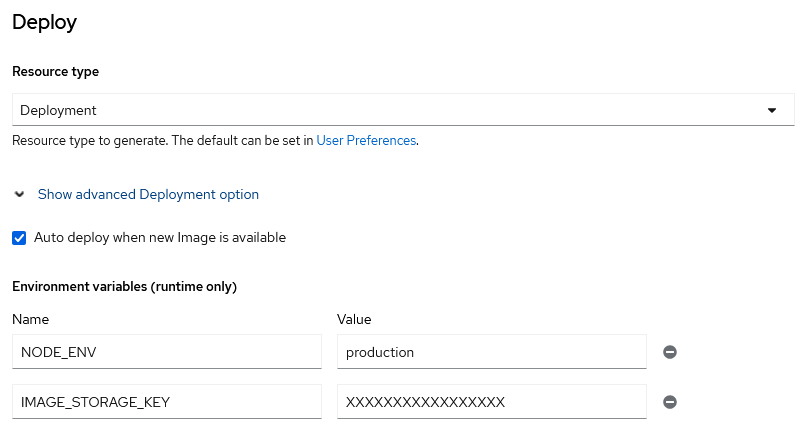 Deploy
Resource type
Deployment
Resource type to generate. The default can be set in User Preferences.
Show advanced Deployment option
Auto deploy when new Image is available
Environment variables (runtime only)
Name Value
NODE_ENV production
IMAGE_STORAGE_KEY XXXXXXXXXXXXXXXXX